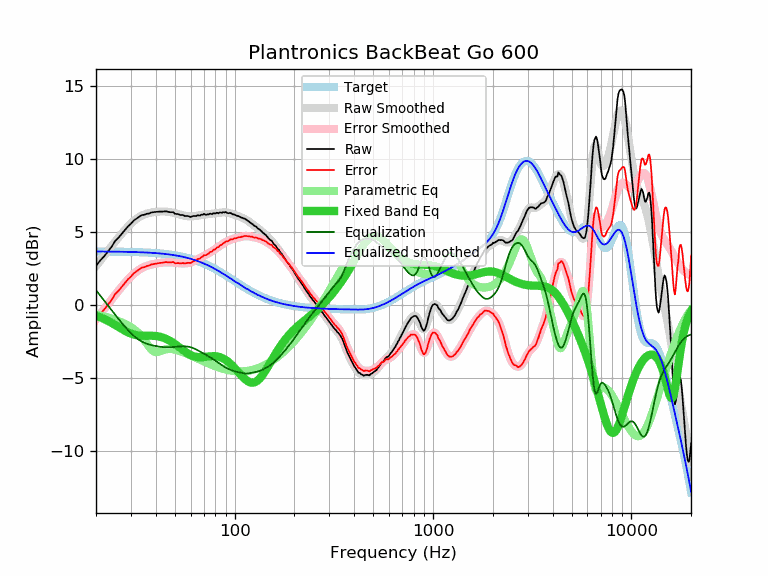 Plantronics BackBeat Go 600
Target
Raw Smoothed
Error Smoothed
Raw
Error
Parametric Eq
Fixed Band Eq
Equalization
Equalized smoothed
15
10
5
0
−5
−10
Amplitude (dBr)
100
1000
10000
Frequency (Hz)